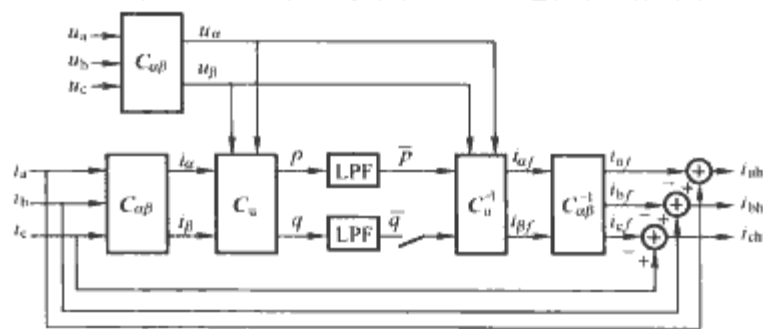 u_a
u_b
u_c
C_αβ
u_α
u_β
i_a
i_b
i_c
C_αβ
i_α
i_β
C_u
p
q
LPF
LPF
p̄
q̄
C_u^-1
i_αf
i_βf
C_αβ^-1
i_af
i_bf
i_cf
+
+
+
−
+
−
+
−
+
i_ah
i_bh
i_ch